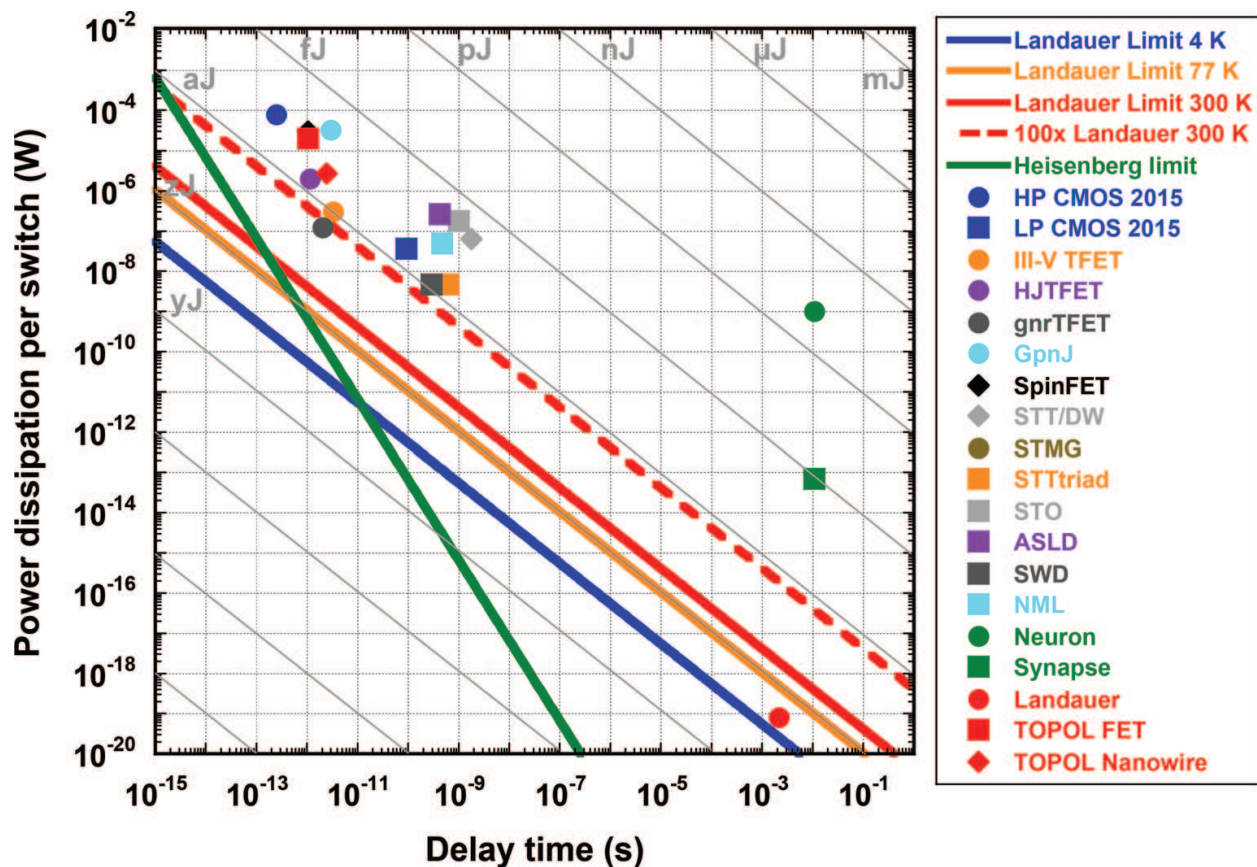 10⁻²
10⁻⁴
10⁻⁶
10⁻⁸
10⁻¹⁰
10⁻¹²
10⁻¹⁴
10⁻¹⁶
10⁻¹⁸
10⁻²⁰
Power dissipation per switch (W)
fJ
pJ
nJ
µJ
mJ
aJ
zJ
yJ
10⁻¹⁵ 10⁻¹³ 10⁻¹¹ 10⁻⁹ 10⁻⁷ 10⁻⁵ 10⁻³ 10⁻¹
Delay time (s)
Landauer Limit 4 K
Landauer Limit 77 K
Landauer Limit 300 K
100x Landauer 300 K
Heisenberg limit
HP CMOS 2015
LP CMOS 2015
III-V TFET
HJTFET
gnrTFET
GpnJ
SpinFET
STT/DW
STMG
STTtriad
STO
ASLD
SWD
NML
Neuron
Synapse
Landauer
TOPOL FET
TOPOL Nanowire